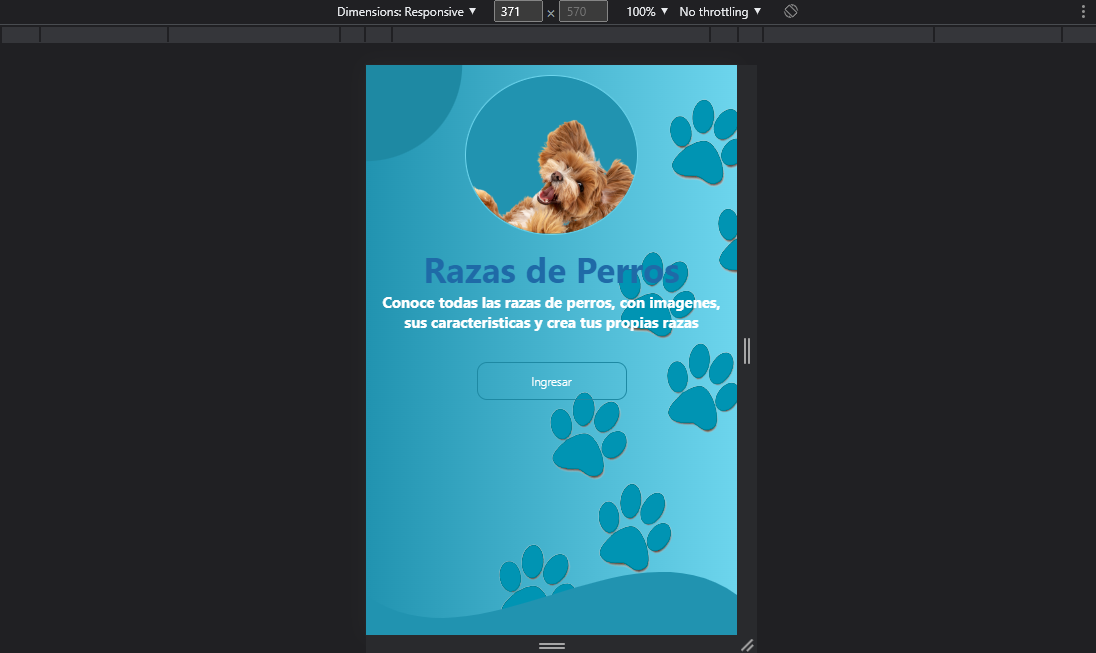 Dimensions: Responsive ▼ 371 × 570 100% ▼ No throttling ▼
Razas de Perros
Conoce todas las razas de perros, con imagenes,
sus caracteristicas y crea tus propias razas
Ingresar